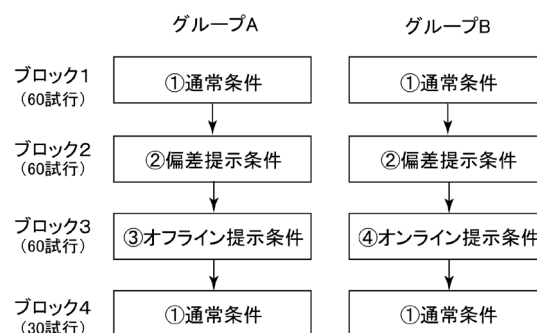 グループA グループB
ブロック1
(60試行)
①通常条件 ①通常条件
ブロック2
(60試行)
②偏差提示条件 ②偏差提示条件
ブロック3
(60試行)
③オフライン提示条件 ④オンライン提示条件
ブロック4
(30試行)
①通常条件 ①通常条件